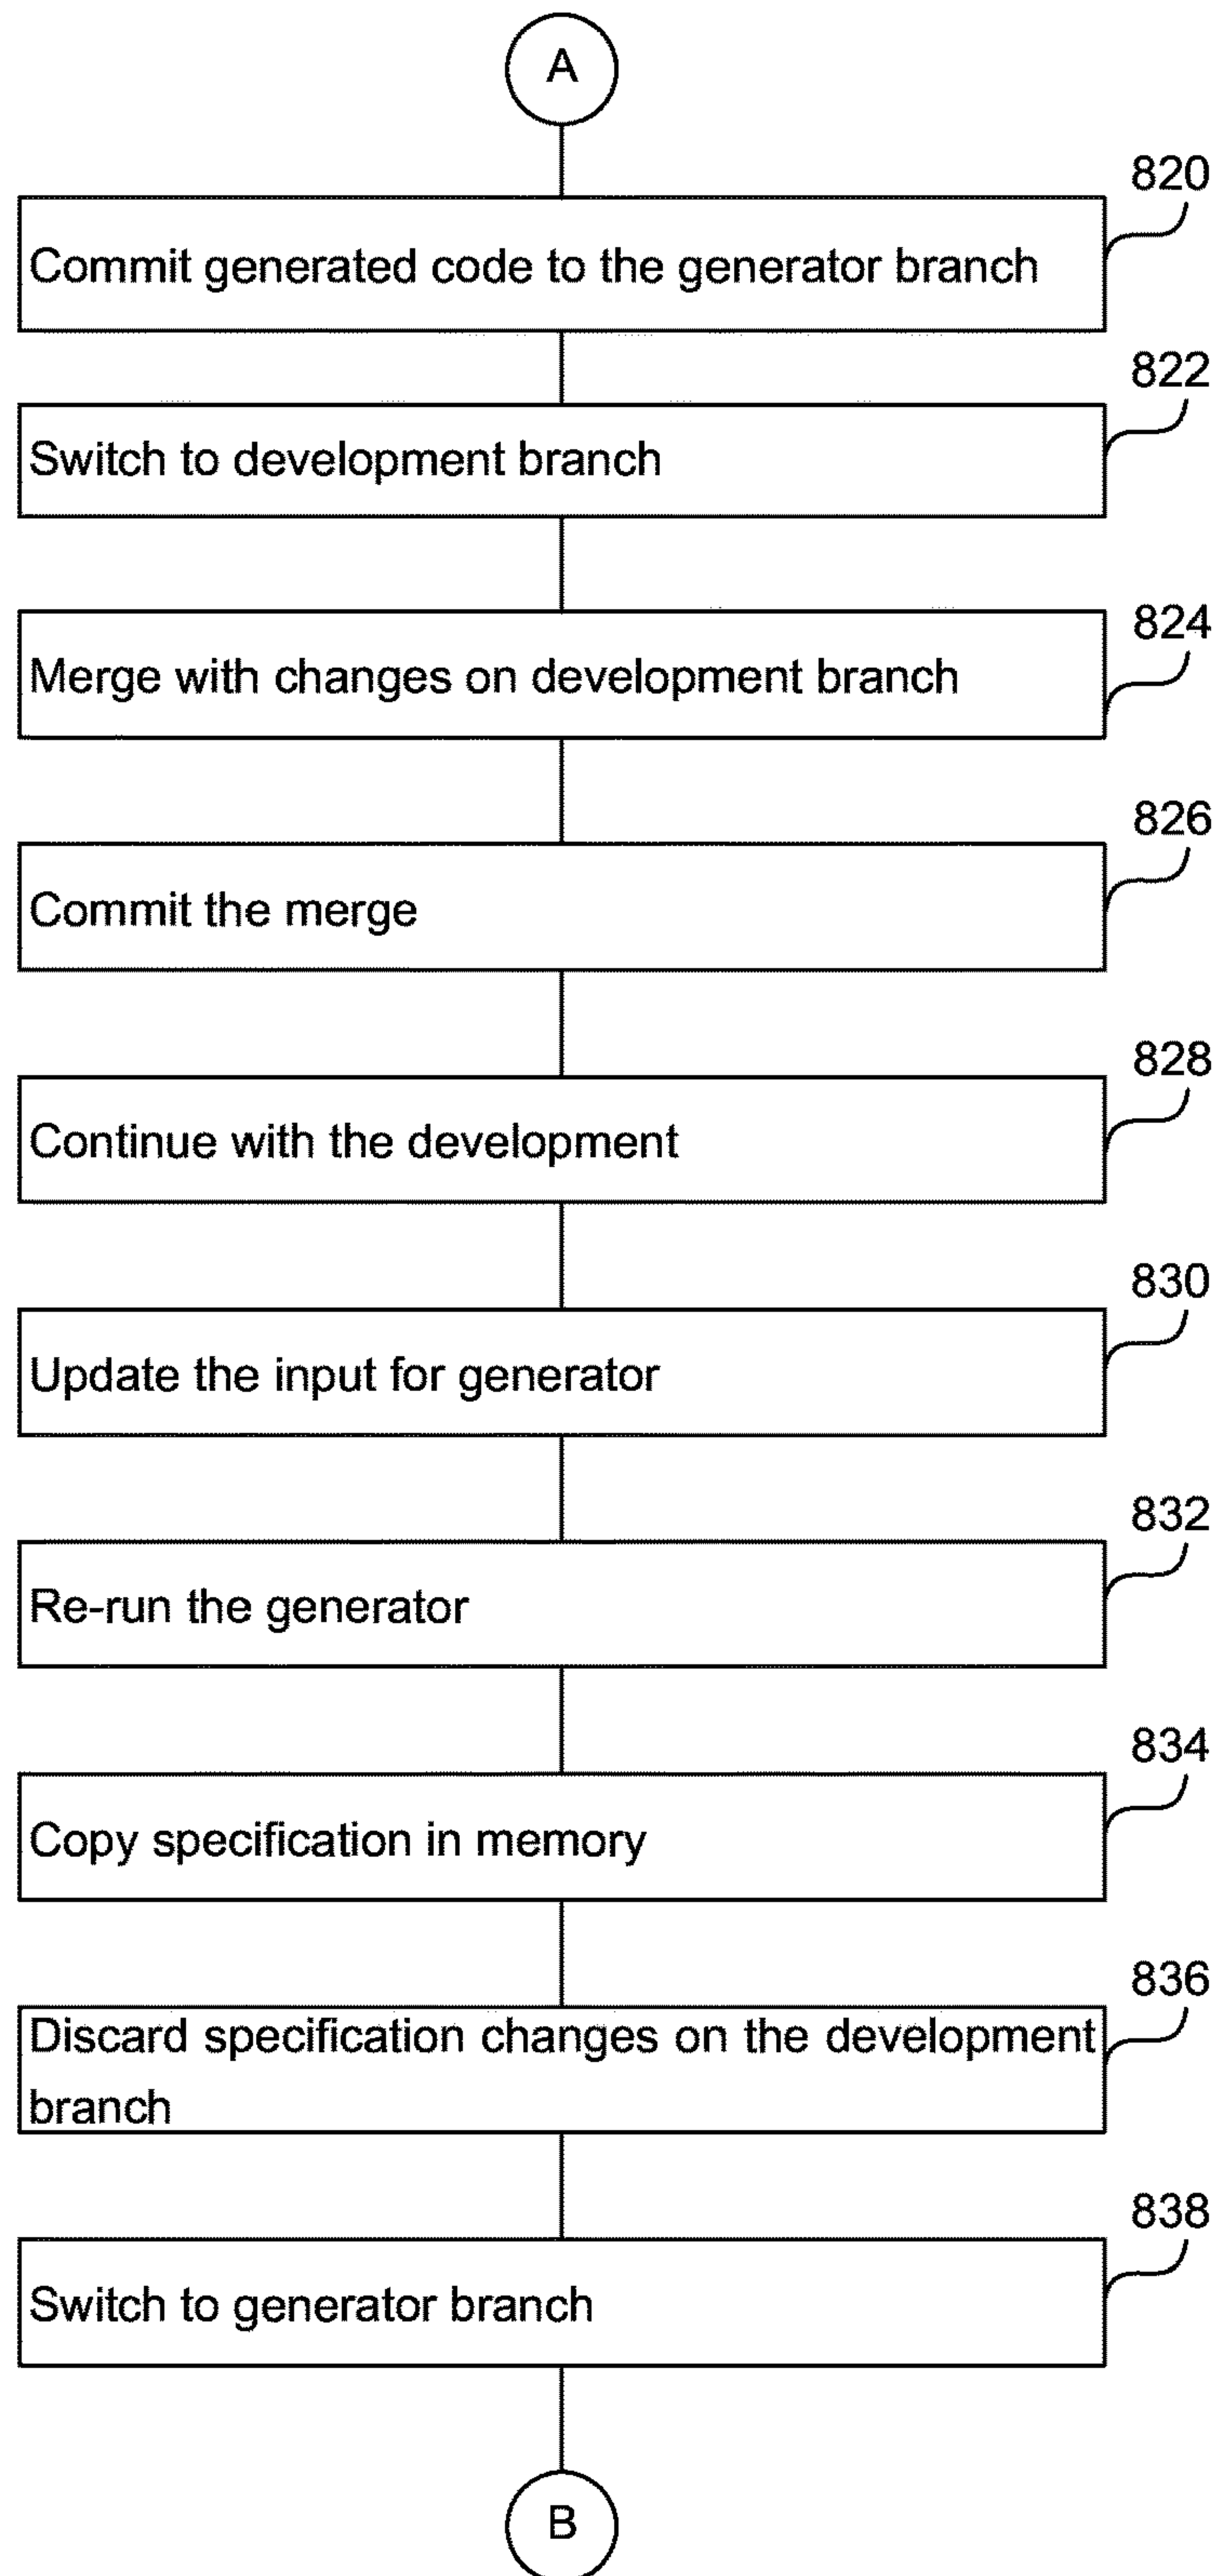 A
820
Commit generated code to the generator branch
822
Switch to development branch
824
Merge with changes on development branch
826
Commit the merge
828
Continue with the development
830
Update the input for generator
832
Re-run the generator
834
Copy specification in memory
836
Discard specification changes on the development
branch
838
Switch to generator branch
B